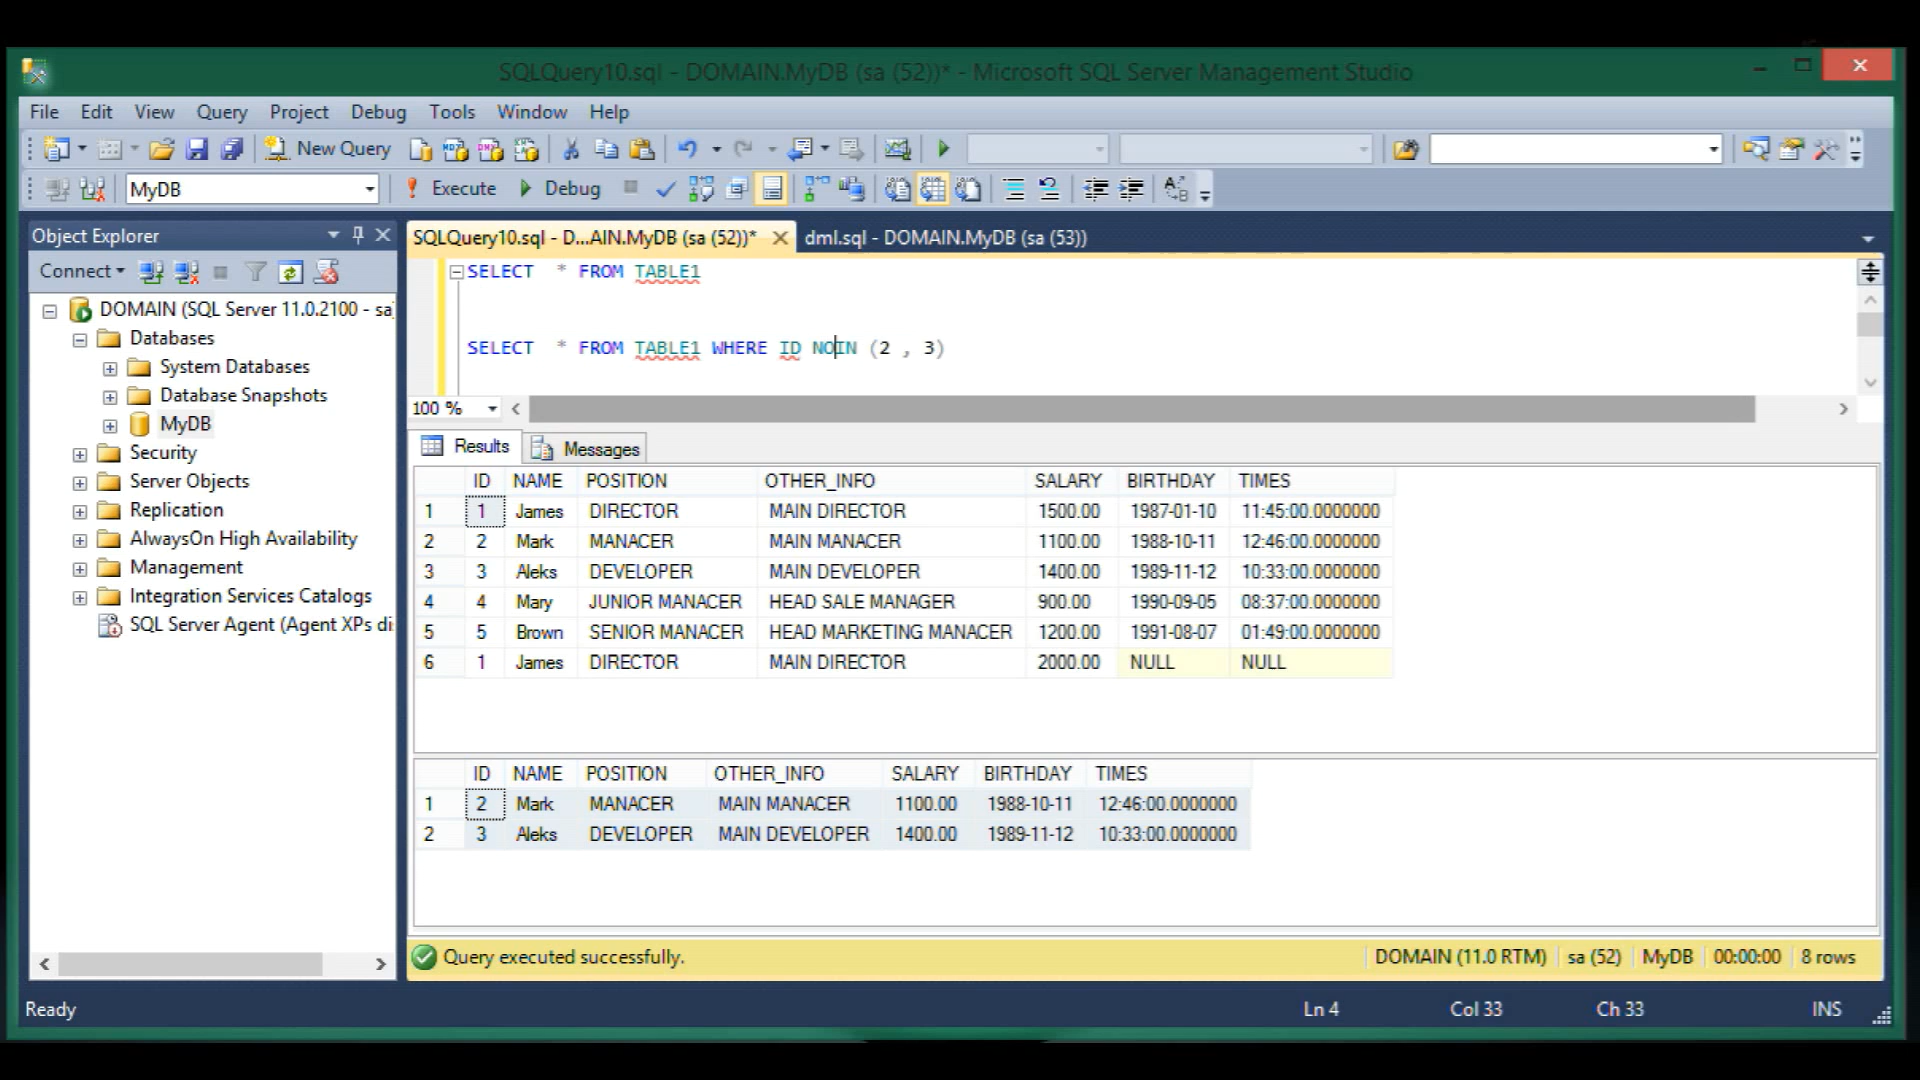 SQLQuery10.sql - DOMAIN.MyDB (sa (52))* - Microsoft SQL Server Management Studio
File Edit View Query Project Debug Tools Window Help
New Query
MyDB Execute Debug
Object Explorer
SQLQuery10.sql - D...AIN.MyDB (sa (52))* dml.sql - DOMAIN.MyDB (sa (53))
Connect
DOMAIN (SQL Server 11.0.2100 - sa
Databases
System Databases
Database Snapshots
MyDB
Security
Server Objects
Replication
AlwaysOn High Availability
Management
Integration Services Catalogs
SQL Server Agent (Agent XPs di
SELECT * FROM TABLE1
SELECT * FROM TABLE1 WHERE ID NOIN (2 , 3)
100 %
Results Messages
ID NAME POSITION OTHER_INFO SALARY BIRTHDAY TIMES
1 1 James DIRECTOR MAIN DIRECTOR 1500.00 1987-01-10 11:45:00.0000000
2 2 Mark MANACER MAIN MANACER 1100.00 1988-10-11 12:46:00.0000000
3 3 Aleks DEVELOPER MAIN DEVELOPER 1400.00 1989-11-12 10:33:00.0000000
4 4 Mary JUNIOR MANACER HEAD SALE MANAGER 900.00 1990-09-05 08:37:00.0000000
5 5 Brown SENIOR MANACER HEAD MARKETING MANACER 1200.00 1991-08-07 01:49:00.0000000
6 1 James DIRECTOR MAIN DIRECTOR 2000.00 NULL NULL
ID NAME POSITION OTHER_INFO SALARY BIRTHDAY TIMES
1 2 Mark MANACER MAIN MANACER 1100.00 1988-10-11 12:46:00.0000000
2 3 Aleks DEVELOPER MAIN DEVELOPER 1400.00 1989-11-12 10:33:00.0000000
Query executed successfully. DOMAIN (11.0 RTM) sa (52) MyDB 00:00:00 8 rows
Ready Ln 4 Col 33 Ch 33 INS